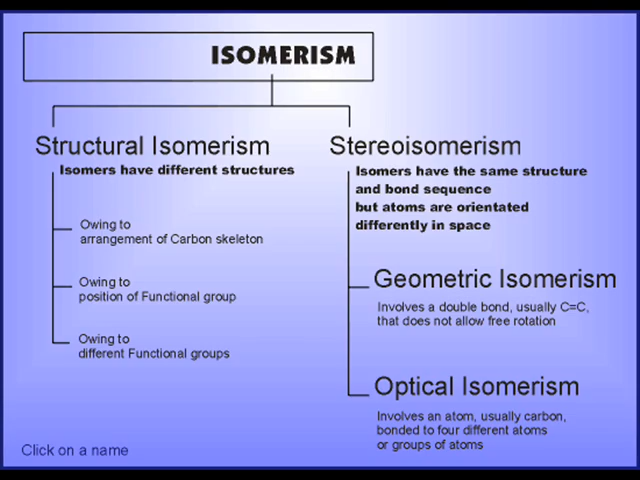 ISOMERISM
Structural Isomerism
Isomers have different structures
Owing to
arrangement of Carbon skeleton
Owing to
position of Functional group
Owing to
different Functional groups
Stereoisomerism
Isomers have the same structure
and bond sequence
but atoms are orientated
differently in space
Geometric Isomerism
Involves a double bond, usually C=C,
that does not allow free rotation
Optical Isomerism
Involves an atom, usually carbon,
bonded to four different atoms
or groups of atoms
Click on a name